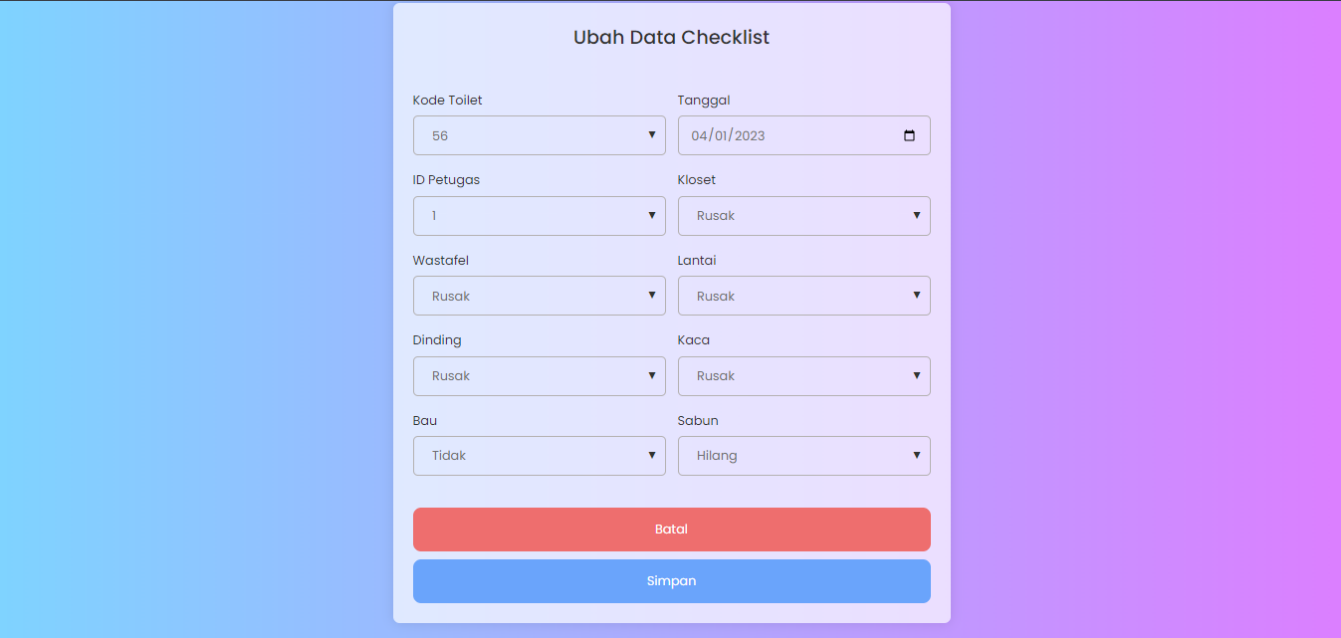 Ubah Data Checklist
Kode Toilet Tanggal
56 04/01/2023
ID Petugas Kloset
1 Rusak
Wastafel Lantai
Rusak Rusak
Dinding Kaca
Rusak Rusak
Bau Sabun
Tidak Hilang
Batal
Simpan